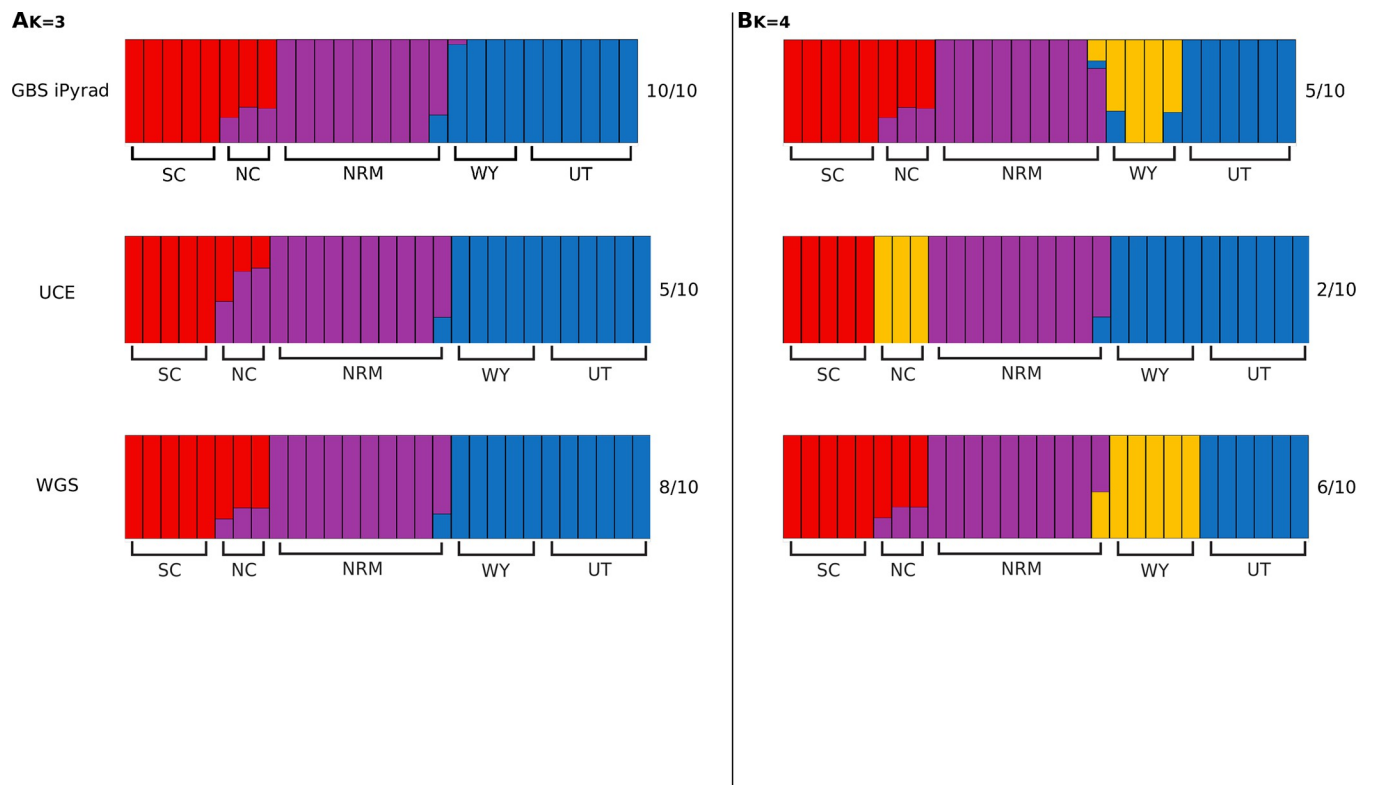 AK=3
BK=4
GBS iPyrad
10/10
5/10
SC NC NRM WY UT
SC NC NRM WY UT
UCE
5/10
2/10
SC NC NRM WY UT
SC NC NRM WY UT
WGS
8/10
6/10
SC NC NRM WY UT
SC NC NRM WY UT